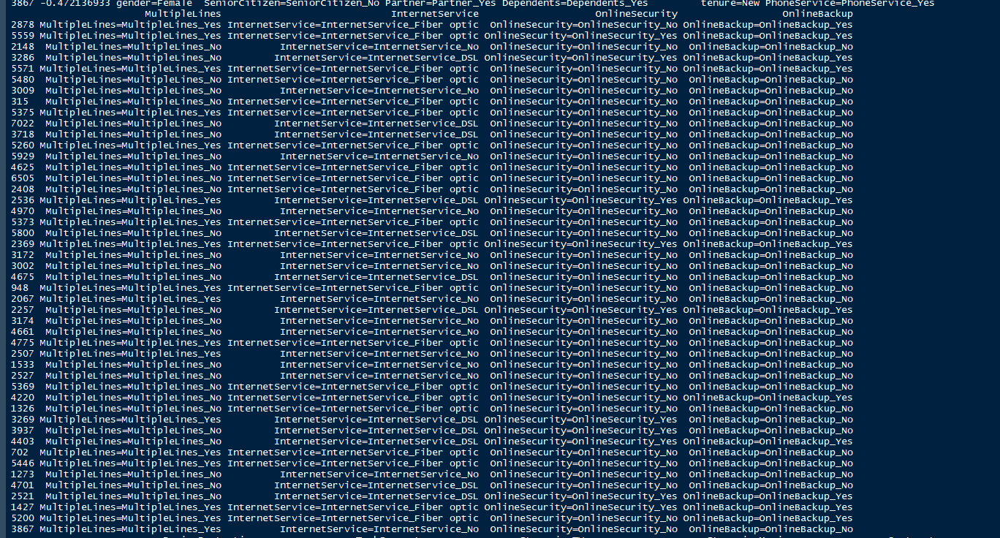 3867 -0.472136933 gender=Female SeniorCitizen=SeniorCitizen_No Partner=Partner_Yes Dependents=Dependents_Yes tenure=New PhoneService=PhoneService_Yes
MultipleLines InternetService OnlineSecurity OnlineBackup
2878 MultipleLines=MultipleLines_Yes InternetService=InternetService_Fiber optic OnlineSecurity=OnlineSecurity_No OnlineBackup=OnlineBackup_Yes
5559 MultipleLines=MultipleLines_Yes InternetService=InternetService_Fiber optic OnlineSecurity=OnlineSecurity_Yes OnlineBackup=OnlineBackup_Yes
2148 MultipleLines=MultipleLines_No InternetService=InternetService_No OnlineSecurity=OnlineSecurity_No OnlineBackup=OnlineBackup_No
3286 MultipleLines=MultipleLines_No InternetService=InternetService_DSL OnlineSecurity=OnlineSecurity_Yes OnlineBackup=OnlineBackup_Yes
5571 MultipleLines=MultipleLines_Yes InternetService=InternetService_Fiber optic OnlineSecurity=OnlineSecurity_No OnlineBackup=OnlineBackup_Yes
5480 MultipleLines=MultipleLines_No InternetService=InternetService_Fiber optic OnlineSecurity=OnlineSecurity_No OnlineBackup=OnlineBackup_No
3009 MultipleLines=MultipleLines_No InternetService=InternetService_No OnlineSecurity=OnlineSecurity_No OnlineBackup=OnlineBackup_No
315 MultipleLines=MultipleLines_No InternetService=InternetService_Fiber optic OnlineSecurity=OnlineSecurity_No OnlineBackup=OnlineBackup_No
5375 MultipleLines=MultipleLines_Yes InternetService=InternetService_Fiber optic OnlineSecurity=OnlineSecurity_No OnlineBackup=OnlineBackup_No
7022 MultipleLines=MultipleLines_No InternetService=InternetService_DSL OnlineSecurity=OnlineSecurity_No OnlineBackup=OnlineBackup_No
3718 MultipleLines=MultipleLines_No InternetService=InternetService_DSL OnlineSecurity=OnlineSecurity_No OnlineBackup=OnlineBackup_No
5260 MultipleLines=MultipleLines_Yes InternetService=InternetService_Fiber optic OnlineSecurity=OnlineSecurity_No OnlineBackup=OnlineBackup_No
5929 MultipleLines=MultipleLines_No InternetService=InternetService_No OnlineSecurity=OnlineSecurity_No OnlineBackup=OnlineBackup_No
4625 MultipleLines=MultipleLines_No InternetService=InternetService_Fiber optic OnlineSecurity=OnlineSecurity_No OnlineBackup=OnlineBackup_No
6505 MultipleLines=MultipleLines_No InternetService=InternetService_Fiber optic OnlineSecurity=OnlineSecurity_No OnlineBackup=OnlineBackup_No
2408 MultipleLines=MultipleLines_No InternetService=InternetService_Fiber optic OnlineSecurity=OnlineSecurity_No OnlineBackup=OnlineBackup_No
2536 MultipleLines=MultipleLines_Yes InternetService=InternetService_DSL OnlineSecurity=OnlineSecurity_Yes OnlineBackup=OnlineBackup_Yes
4970 MultipleLines=MultipleLines_No InternetService=InternetService_No OnlineSecurity=OnlineSecurity_No OnlineBackup=OnlineBackup_No
5373 MultipleLines=MultipleLines_Yes InternetService=InternetService_Fiber optic OnlineSecurity=OnlineSecurity_No OnlineBackup=OnlineBackup_No
5800 MultipleLines=MultipleLines_No InternetService=InternetService_DSL OnlineSecurity=OnlineSecurity_No OnlineBackup=OnlineBackup_No
2369 MultipleLines=MultipleLines_Yes InternetService=InternetService_Fiber optic OnlineSecurity=OnlineSecurity_Yes OnlineBackup=OnlineBackup_Yes
3172 MultipleLines=MultipleLines_No InternetService=InternetService_No OnlineSecurity=OnlineSecurity_No OnlineBackup=OnlineBackup_No
3002 MultipleLines=MultipleLines_No InternetService=InternetService_No OnlineSecurity=OnlineSecurity_No OnlineBackup=OnlineBackup_No
4675 MultipleLines=MultipleLines_No InternetService=InternetService_DSL OnlineSecurity=OnlineSecurity_No OnlineBackup=OnlineBackup_No
948 MultipleLines=MultipleLines_Yes InternetService=InternetService_Fiber optic OnlineSecurity=OnlineSecurity_No OnlineBackup=OnlineBackup_No
2067 MultipleLines=MultipleLines_Yes InternetService=InternetService_No OnlineSecurity=OnlineSecurity_No OnlineBackup=OnlineBackup_No
2257 MultipleLines=MultipleLines_Yes InternetService=InternetService_DSL OnlineSecurity=OnlineSecurity_Yes OnlineBackup=OnlineBackup_Yes
3174 MultipleLines=MultipleLines_No InternetService=InternetService_No OnlineSecurity=OnlineSecurity_No OnlineBackup=OnlineBackup_No
4661 MultipleLines=MultipleLines_No InternetService=InternetService_No OnlineSecurity=OnlineSecurity_No OnlineBackup=OnlineBackup_No
4775 MultipleLines=MultipleLines_Yes InternetService=InternetService_Fiber optic OnlineSecurity=OnlineSecurity_No OnlineBackup=OnlineBackup_No
2507 MultipleLines=MultipleLines_Yes InternetService=InternetService_No OnlineSecurity=OnlineSecurity_No OnlineBackup=OnlineBackup_No
1533 MultipleLines=MultipleLines_No InternetService=InternetService_No OnlineSecurity=OnlineSecurity_No OnlineBackup=OnlineBackup_No
2527 MultipleLines=MultipleLines_No InternetService=InternetService_No OnlineSecurity=OnlineSecurity_No OnlineBackup=OnlineBackup_No
5369 MultipleLines=MultipleLines_No InternetService=InternetService_Fiber optic OnlineSecurity=OnlineSecurity_No OnlineBackup=OnlineBackup_No
4220 MultipleLines=MultipleLines_No InternetService=InternetService_Fiber optic OnlineSecurity=OnlineSecurity_No OnlineBackup=OnlineBackup_Yes
1326 MultipleLines=MultipleLines_No InternetService=InternetService_Fiber optic OnlineSecurity=OnlineSecurity_No OnlineBackup=OnlineBackup_No
3269 MultipleLines=MultipleLines_Yes InternetService=InternetService_DSL OnlineSecurity=OnlineSecurity_Yes OnlineBackup=OnlineBackup_No
3937 MultipleLines=MultipleLines_No InternetService=InternetService_DSL OnlineSecurity=OnlineSecurity_Yes OnlineBackup=OnlineBackup_No
4403 MultipleLines=MultipleLines_No InternetService=InternetService_DSL OnlineSecurity=OnlineSecurity_Yes OnlineBackup=OnlineBackup_Yes
702 MultipleLines=MultipleLines_Yes InternetService=InternetService_Fiber optic OnlineSecurity=OnlineSecurity_No OnlineBackup=OnlineBackup_No
5446 MultipleLines=MultipleLines_No InternetService=InternetService_Fiber optic OnlineSecurity=OnlineSecurity_No OnlineBackup=OnlineBackup_No
1273 MultipleLines=MultipleLines_No InternetService=InternetService_No OnlineSecurity=OnlineSecurity_No OnlineBackup=OnlineBackup_No
4701 MultipleLines=MultipleLines_No InternetService=InternetService_DSL OnlineSecurity=OnlineSecurity_No OnlineBackup=OnlineBackup_No
2521 MultipleLines=MultipleLines_No InternetService=InternetService_DSL OnlineSecurity=OnlineSecurity_Yes OnlineBackup=OnlineBackup_No
1427 MultipleLines=MultipleLines_Yes InternetService=InternetService_Fiber optic OnlineSecurity=OnlineSecurity_Yes OnlineBackup=OnlineBackup_Yes
5200 MultipleLines=MultipleLines_Yes InternetService=InternetService_Fiber optic OnlineSecurity=OnlineSecurity_No OnlineBackup=OnlineBackup_Yes
3867 MultipleLines=MultipleLines_Yes InternetService=InternetService_No OnlineSecurity=OnlineSecurity_No OnlineBackup=OnlineBackup_No